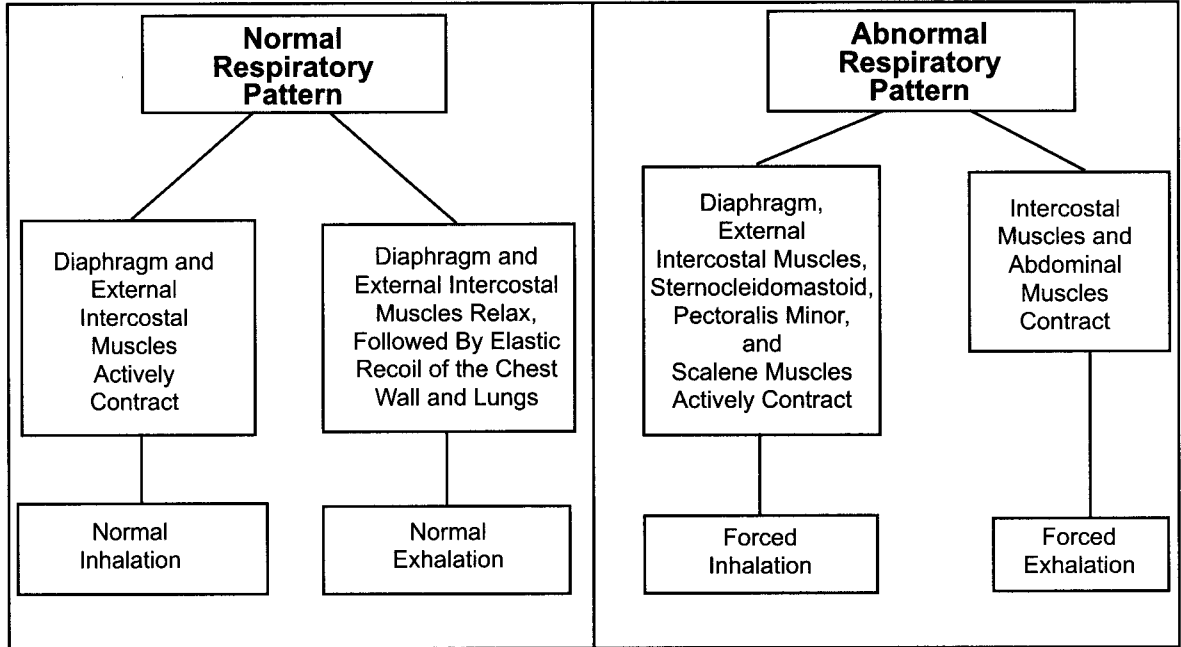 Normal
Respiratory
Pattern
Diaphragm and
External
Intercostal
Muscles
Actively
Contract
Normal
Inhalation
Diaphragm and
External Intercostal
Muscles Relax,
Followed By Elastic
Recoil of the Chest
Wall and Lungs
Normal
Exhalation
Abnormal
Respiratory
Pattern
Diaphragm,
External
Intercostal Muscles,
Sternocleidomastoid,
Pectoralis Minor,
and
Scalene Muscles
Actively Contract
Forced
Inhalation
Intercostal
Muscles and
Abdominal
Muscles
Contract
Forced
Exhalation